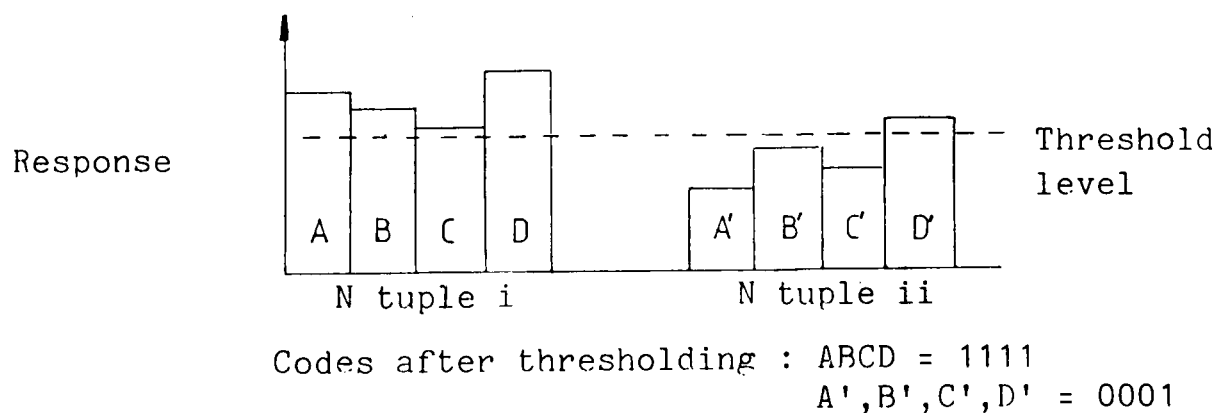 Response
Threshold
level
A B C D
A' B' C' D'
N tuple i
N tuple ii
Codes after thresholding : ABCD = 1111
A',B',C',D' = 0001